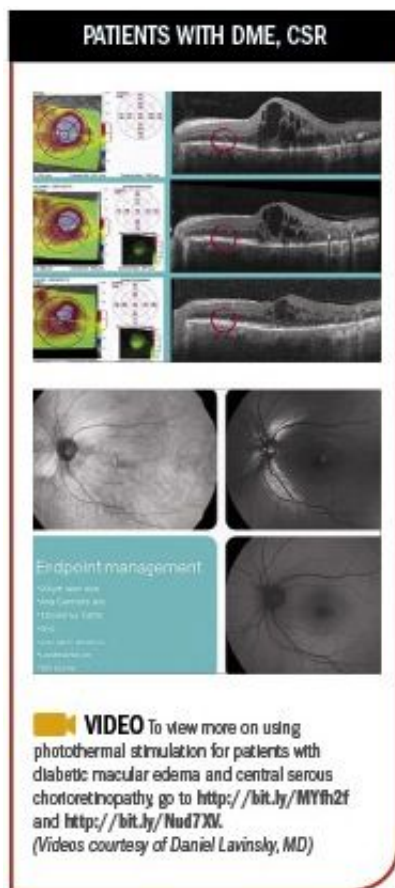 PATIENTS WITH DME, CSR
Endpoint management
VIDEO To view more on using
photothermal stimulation for patients with
diabetic macular edema and central serous
chorioretinopathy, go to http://bit.ly/MYfh2f
and http://bit.ly/Nud7XV.
(Videos courtesy of Daniel Lavinsky, MD)